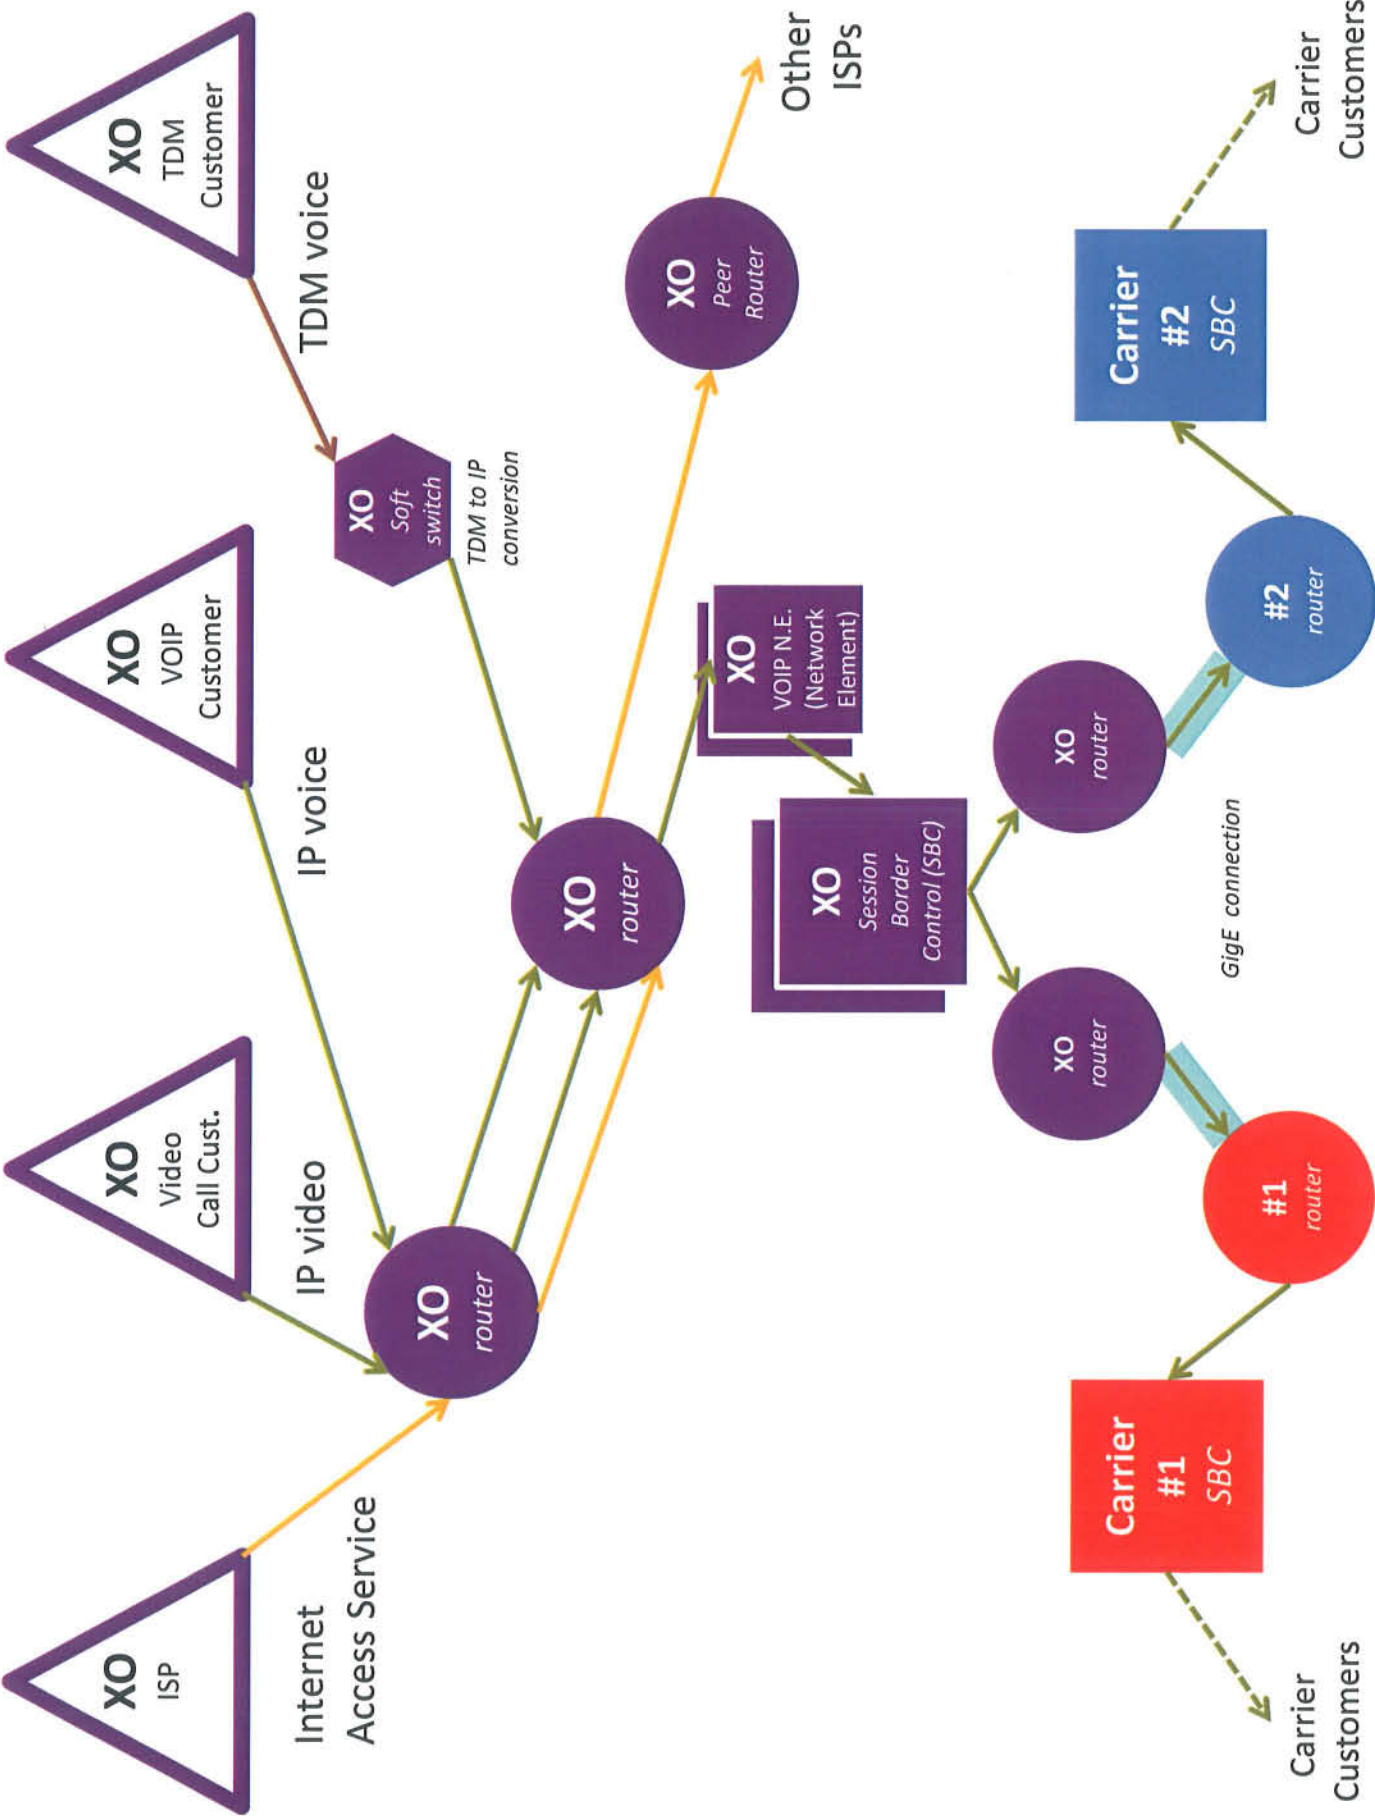 XO
ISP
XO
Video
Call Cust.
XO
VOIP
Customer
XO
TDM
Customer
Internet
Access Service
IP video
IP voice
TDM voice
XO
router
XO
router
XO
Soft
switch
TDM to IP
conversion
XO
Peer
Router
Other
ISPs
XO
VOIP N.E.
(Network
Element)
XO
Session
Border
Control (SBC)
XO
router
XO
router
GigE connection
Carrier
#1
SBC
#1
router
#2
router
Carrier
#2
SBC
Carrier
Customers
Carrier
Customers